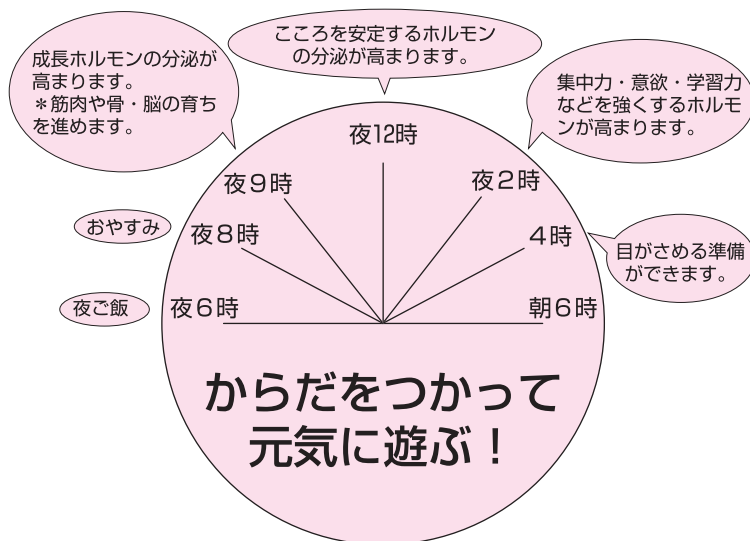 成長ホルモンの分泌が
高まります。
＊筋肉や骨・脳の育ち
を進めます。
こころを安定するホルモン
の分泌が高まります。
集中力・意欲・学習力
などを強くするホルモ
ンが高まります。
夜12時
夜9時
夜2時
おやすみ
夜8時
4時
目がさめる準備
ができます。
夜ご飯
夜6時
朝6時
からだをつかって
元気に遊ぶ！